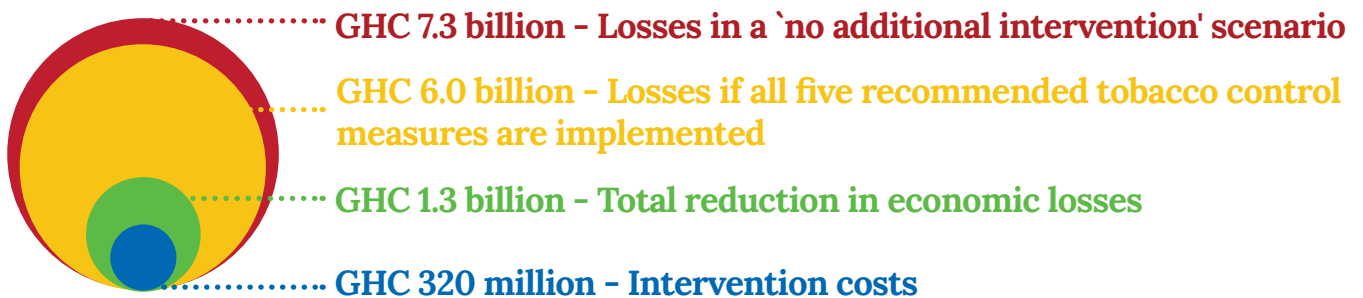 GHC 7.3 billion - Losses in a `no additional intervention' scenario
GHC 6.0 billion - Losses if all five recommended tobacco control
measures are implemented
GHC 1.3 billion - Total reduction in economic losses
GHC 320 million - Intervention costs